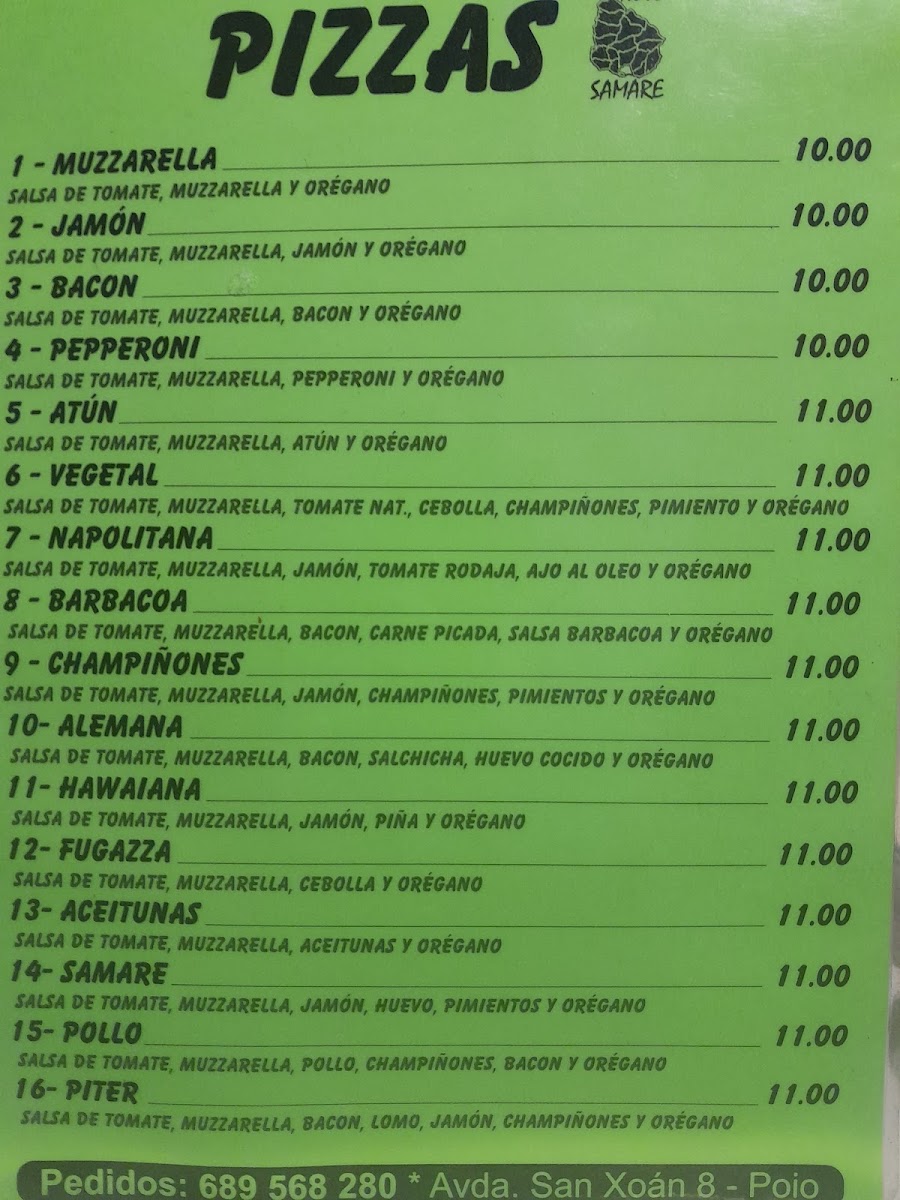 PIZZAS
SAMARE
1 - MUZZARELLA 10.00
SALSA DE TOMATE, MUZZARELLA Y ORÉGANO
2 - JAMÓN 10.00
SALSA DE TOMATE, MUZZARELLA, JAMÓN Y ORÉGANO
3 - BACON 10.00
SALSA DE TOMATE, MUZZARELLA, BACON Y ORÉGANO
4 - PEPPERONI 10.00
SALSA DE TOMATE, MUZZARELLA, PEPPERONI Y ORÉGANO
5 - ATÚN 11.00
SALSA DE TOMATE, MUZZARELLA, ATÚN Y ORÉGANO
6 - VEGETAL 11.00
SALSA DE TOMATE, MUZZARELLA, TOMATE NAT., CEBOLLA, CHAMPIÑONES, PIMIENTO Y ORÉGANO
7 - NAPOLITANA 11.00
SALSA DE TOMATE, MUZZARELLA, JAMÓN, TOMATE RODAJA, AJO AL OLEO Y ORÉGANO
8 - BARBACOA 11.00
SALSA DE TOMATE, MUZZARELLA, BACON, CARNE PICADA, SALSA BARBACOA Y ORÉGANO
9 - CHAMPIÑONES 11.00
SALSA DE TOMATE, MUZZARELLA, JAMÓN, CHAMPIÑONES, PIMIENTOS Y ORÉGANO
10- ALEMANA 11.00
SALSA DE TOMATE, MUZZARELLA, BACON, SALCHICHA, HUEVO COCIDO Y ORÉGANO
11- HAWAIANA 11.00
SALSA DE TOMATE, MUZZARELLA, JAMÓN, PIÑA Y ORÉGANO
12- FUGAZZA 11.00
SALSA DE TOMATE, MUZZARELLA, CEBOLLA Y ORÉGANO
13- ACEITUNAS 11.00
SALSA DE TOMATE, MUZZARELLA, ACEITUNAS Y ORÉGANO
14- SAMARE 11.00
SALSA DE TOMATE, MUZZARELLA, JAMÓN, HUEVO, PIMIENTOS Y ORÉGANO
15- POLLO 11.00
SALSA DE TOMATE, MUZZARELLA, POLLO, CHAMPIÑONES, BACON Y ORÉGANO
16- PITER 11.00
SALSA DE TOMATE, MUZZARELLA, BACON, LOMO, JAMÓN, CHAMPIÑONES Y ORÉGANO
Pedidos: 689 568 280 * Avda. San Xoán 8 - Poio